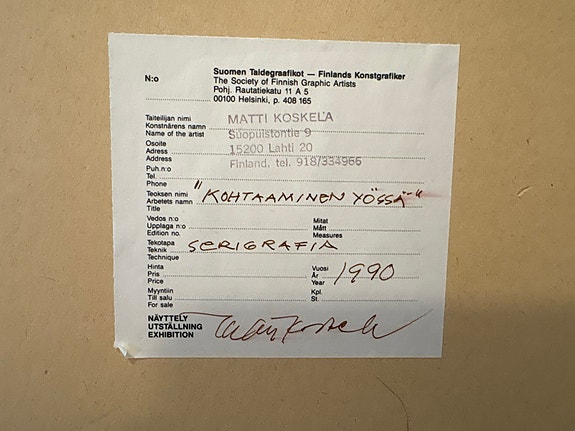 Suomen Taidegraafikot — Finlands Konstgrafiker
The Society of Finnish Graphic Artists
Pohj. Rautatiekatu 11 A 5
N:o 00100 Helsinki, p. 408 165
Taiteilijan nimi
Konstnärens namn MATTI KOSKELA
Name of the artist Suopuistontie 9
Osoite
Adress 15200 Lahti 20
Address Finland, tel. 918/334966
Puh.n:o
Tel.
Phone
Teoksen nimi
Arbetets namn "KOHTAAMINEN YÖSSÄ"
Title
Vedos n:o Mitat
Upplaga n:o Mått
Edition no. Measures
Tekotapa
Teknik SERIGRAFIA
Technique
Hinta Vuosi
Pris År 1990
Price Year
Myyntiin Kpl.
Till salu St.
For sale
NÄYTTELY
UTSTÄLLNING
EXHIBITION